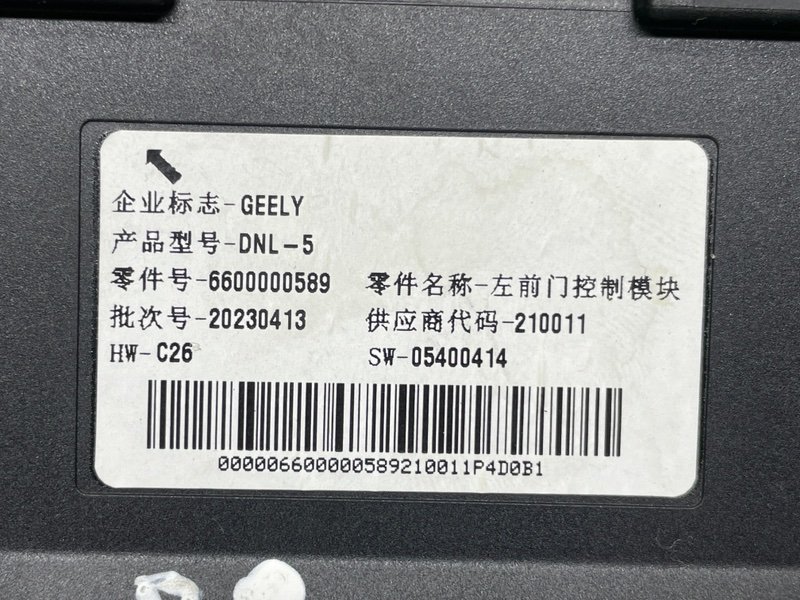 企业标志-GEELY
产品型号-DNL-5
零件号-6600000589 零件名称-左前门控制模块
批次号-20230413 供应商代码-210011
HW-C26 SW-05400414
000006600000589210011P4D0B1